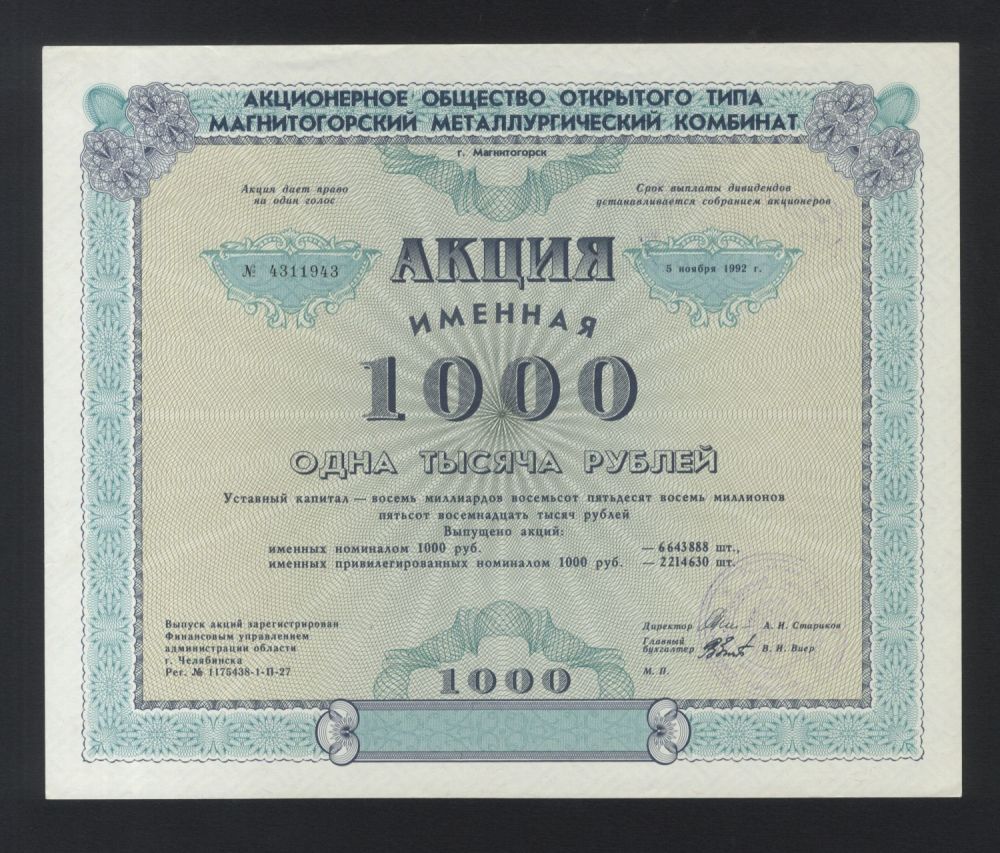 АКЦИОНЕРНОЕ ОБЩЕСТВО ОТКРЫТОГО ТИПА
МАГНИТОГОРСКИЙ МЕТАЛЛУРГИЧЕСКИЙ КОМБИНАТ
г. Магнитогорск
Акция дает право
на один голос
Срок выплаты дивидендов
устанавливается собранием акционеров
№ 4311943
АКЦИЯ
5 ноября 1992 г.
ИМЕННАЯ
1000
ОДНА ТЫСЯЧА РУБЛЕЙ
Уставный капитал — восемь миллиардов восемьсот пятьдесят восемь миллионов
пятьсот восемнадцать тысяч рублей
Выпущено акций:
именных номиналом 1000 руб. — 6643888 шт.,
именных привилегированных номиналом 1000 руб. — 2214630 шт.
Выпуск акций зарегистрирован
Финансовым управлением
администрации области
г. Челябинска
Рег. № 1175438-1-П-27
Директор А. И. Стариков
Главный
бухгалтер В. И. Виер
М. П.
1000